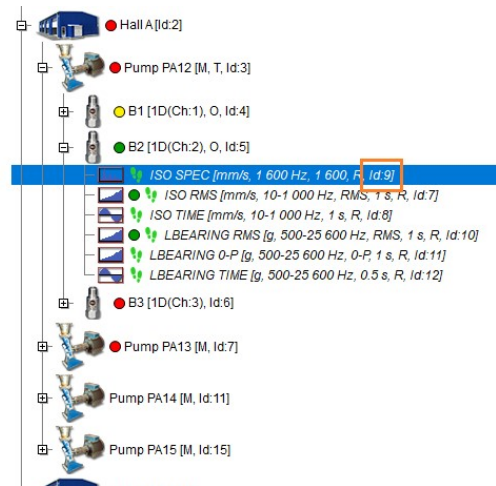 Hall A [Id:2]
Pump PA12 [M, T, Id:3]
B1 [1D(Ch:1), O, Id:4]
B2 [1D(Ch:2), O, Id:5]
ISO SPEC [mm/s, 1 600 Hz, 1 600, R, Id:9]
ISO RMS [mm/s, 10-1 000 Hz, RMS, 1 s, R, Id:7]
ISO TIME [mm/s, 10-1 000 Hz, 1 s, R, Id:8]
LBEARING RMS [g, 500-25 600 Hz, RMS, 1 s, R, Id:10]
LBEARING 0-P [g, 500-25 600 Hz, 0-P, 1 s, R, Id:11]
LBEARING TIME [g, 500-25 600 Hz, 0.5 s, R, Id:12]
B3 [1D(Ch:3), Id:6]
Pump PA13 [M, Id:7]
Pump PA14 [M, Id:11]
Pump PA15 [M, Id:15]